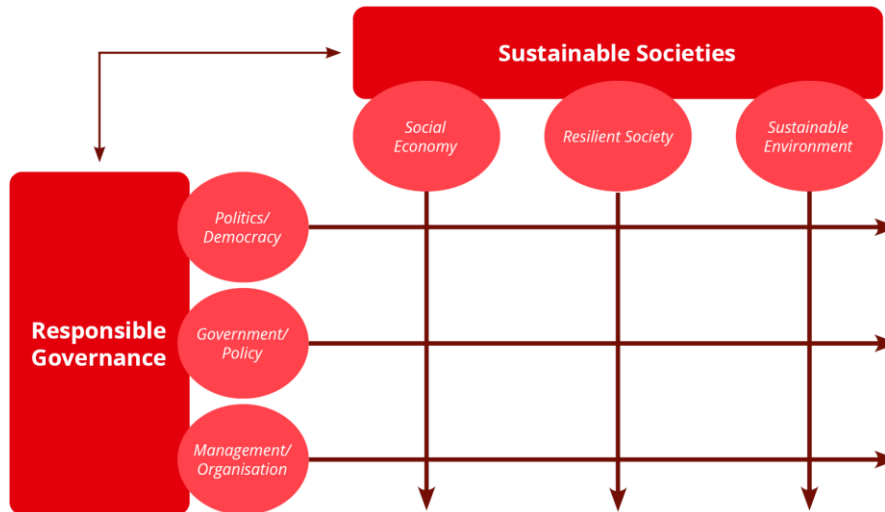 Sustainable Societies
Social
Economy
Resilient Society
Sustainable
Environment
Politics/
Democracy
Responsible
Governance
Government/
Policy
Management/
Organisation